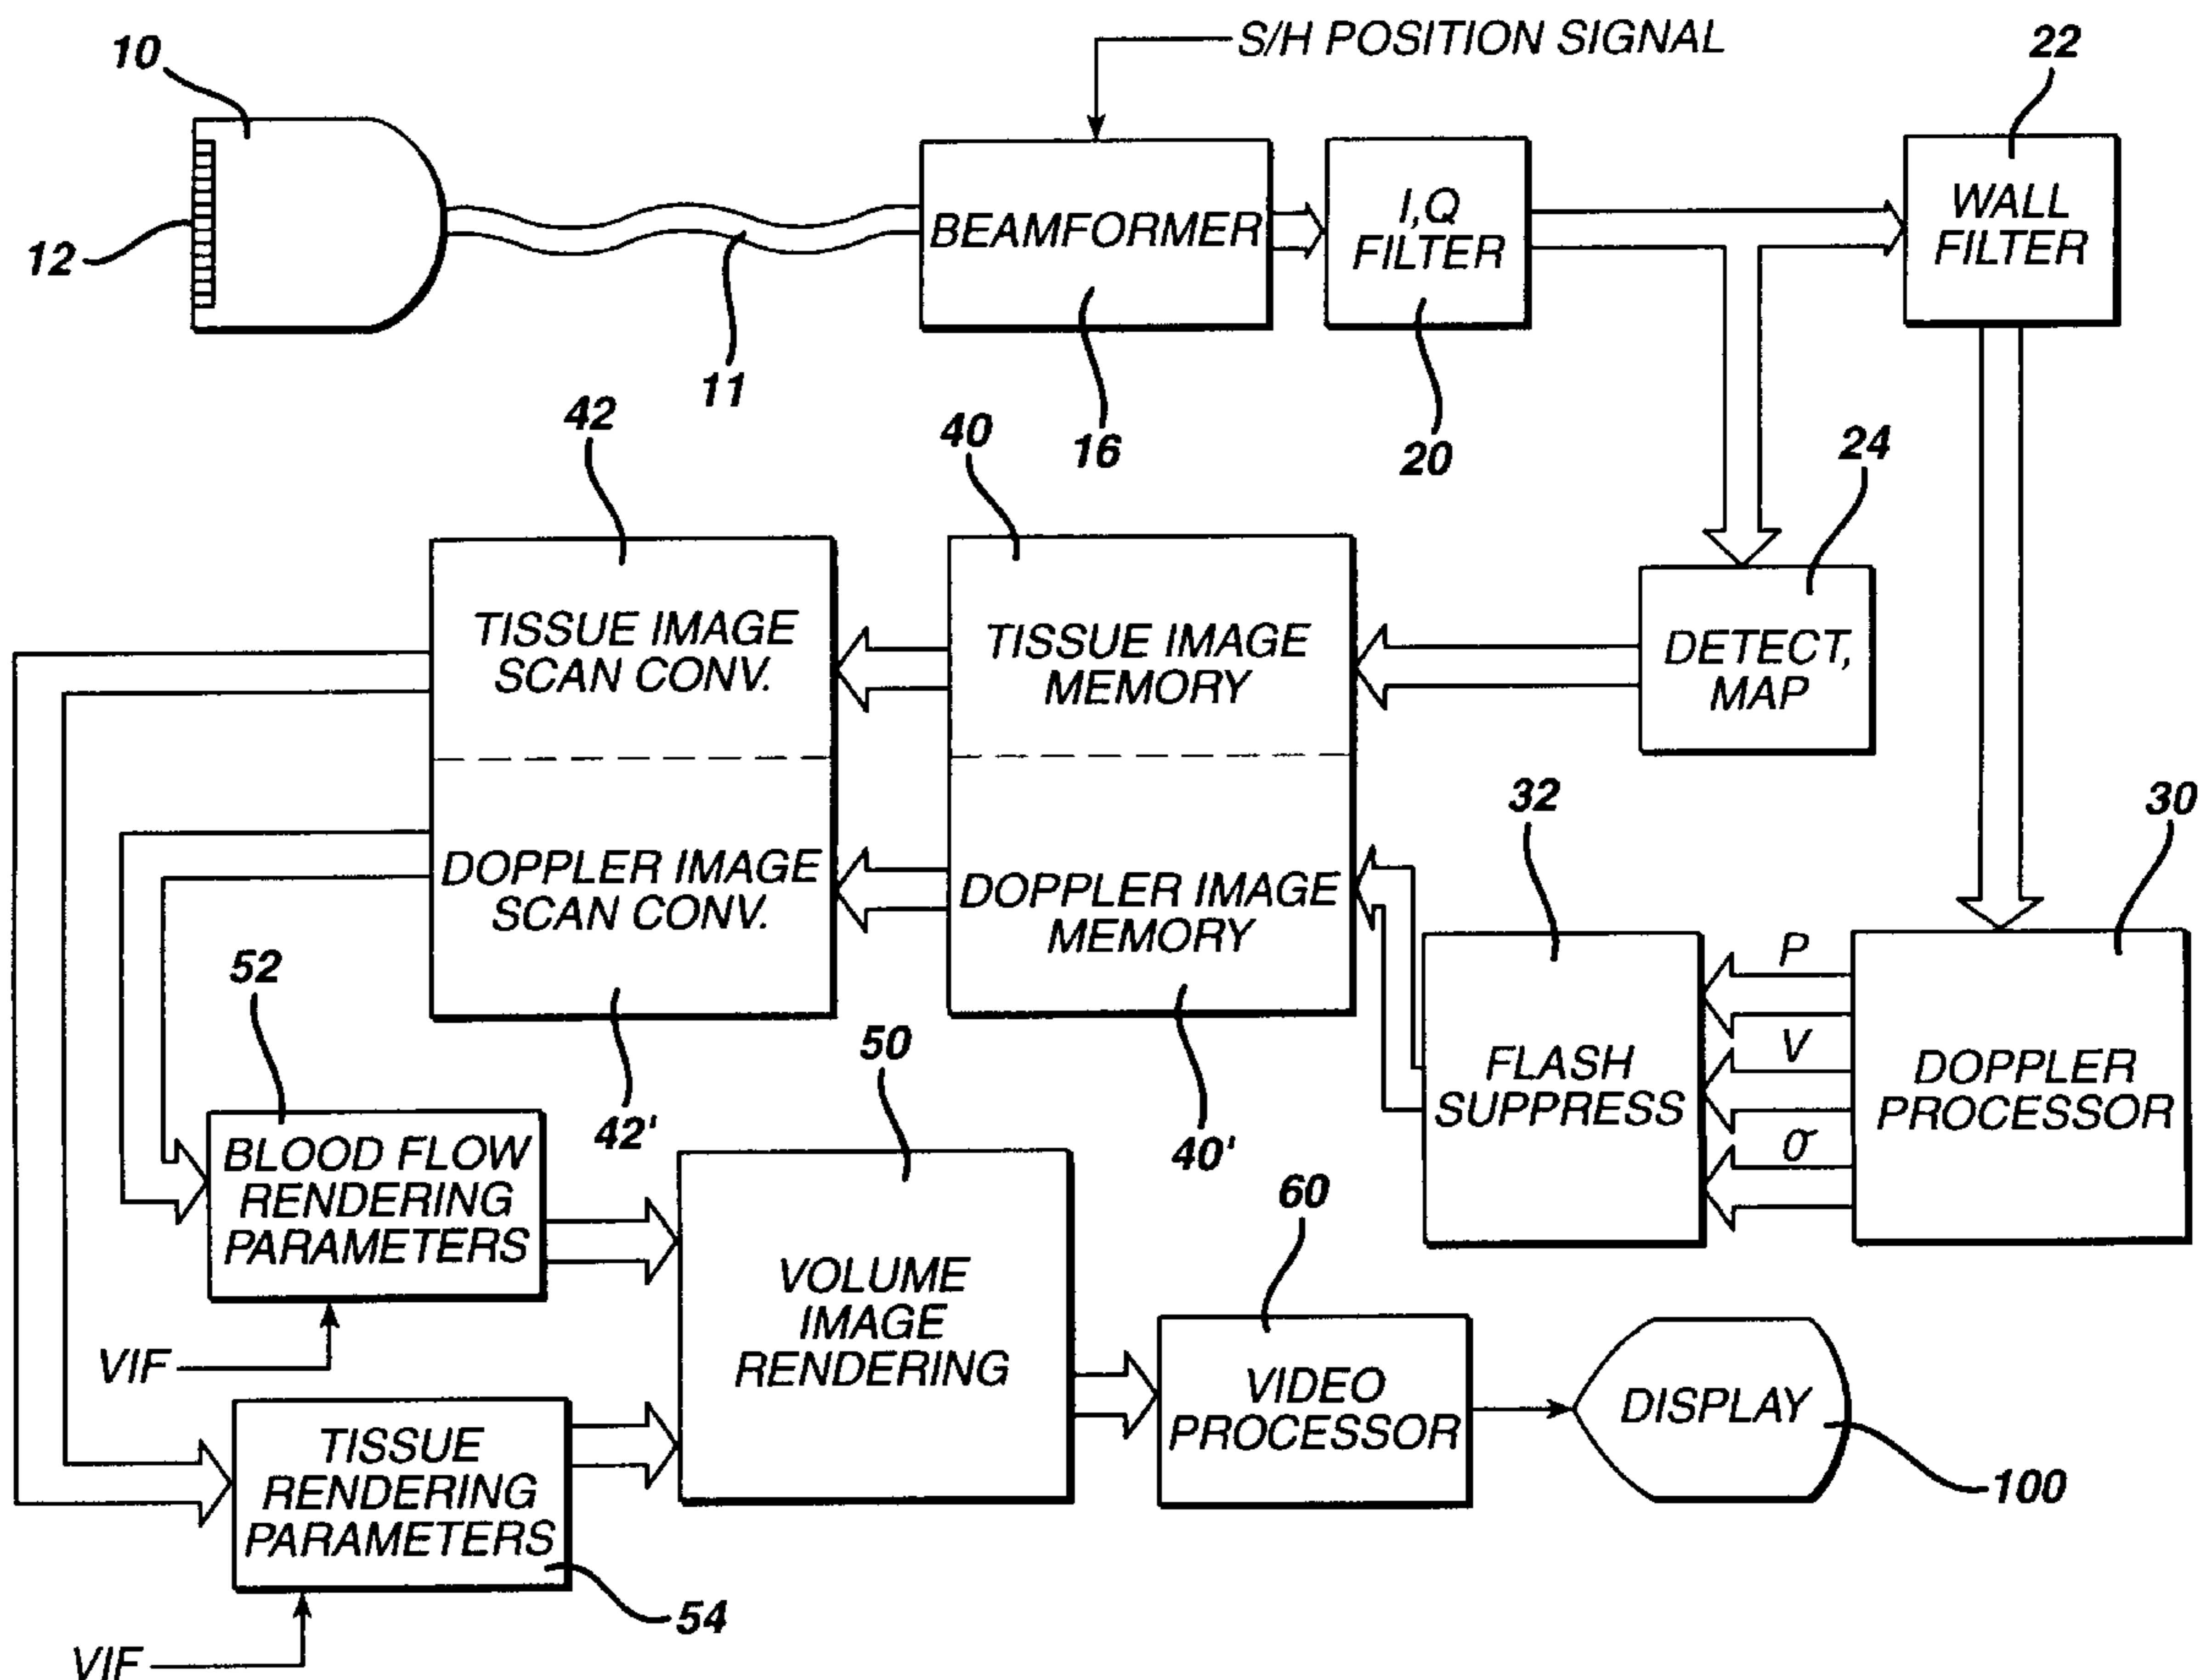 S/H POSITION SIGNAL
10
22
12
11
BEAMFORMER
16
I,Q
FILTER
20
WALL
FILTER
42
40
24
TISSUE IMAGE
SCAN CONV.
TISSUE IMAGE
MEMORY
DETECT,
MAP
DOPPLER IMAGE
SCAN CONV.
DOPPLER IMAGE
MEMORY
32
30
42'
40'
FLASH
SUPPRESS
P
V
σ
DOPPLER
PROCESSOR
52
50
BLOOD FLOW
RENDERING
PARAMETERS
VIF
VOLUME
IMAGE
RENDERING
60
VIDEO
PROCESSOR
DISPLAY
100
TISSUE
RENDERING
PARAMETERS
54
VIF